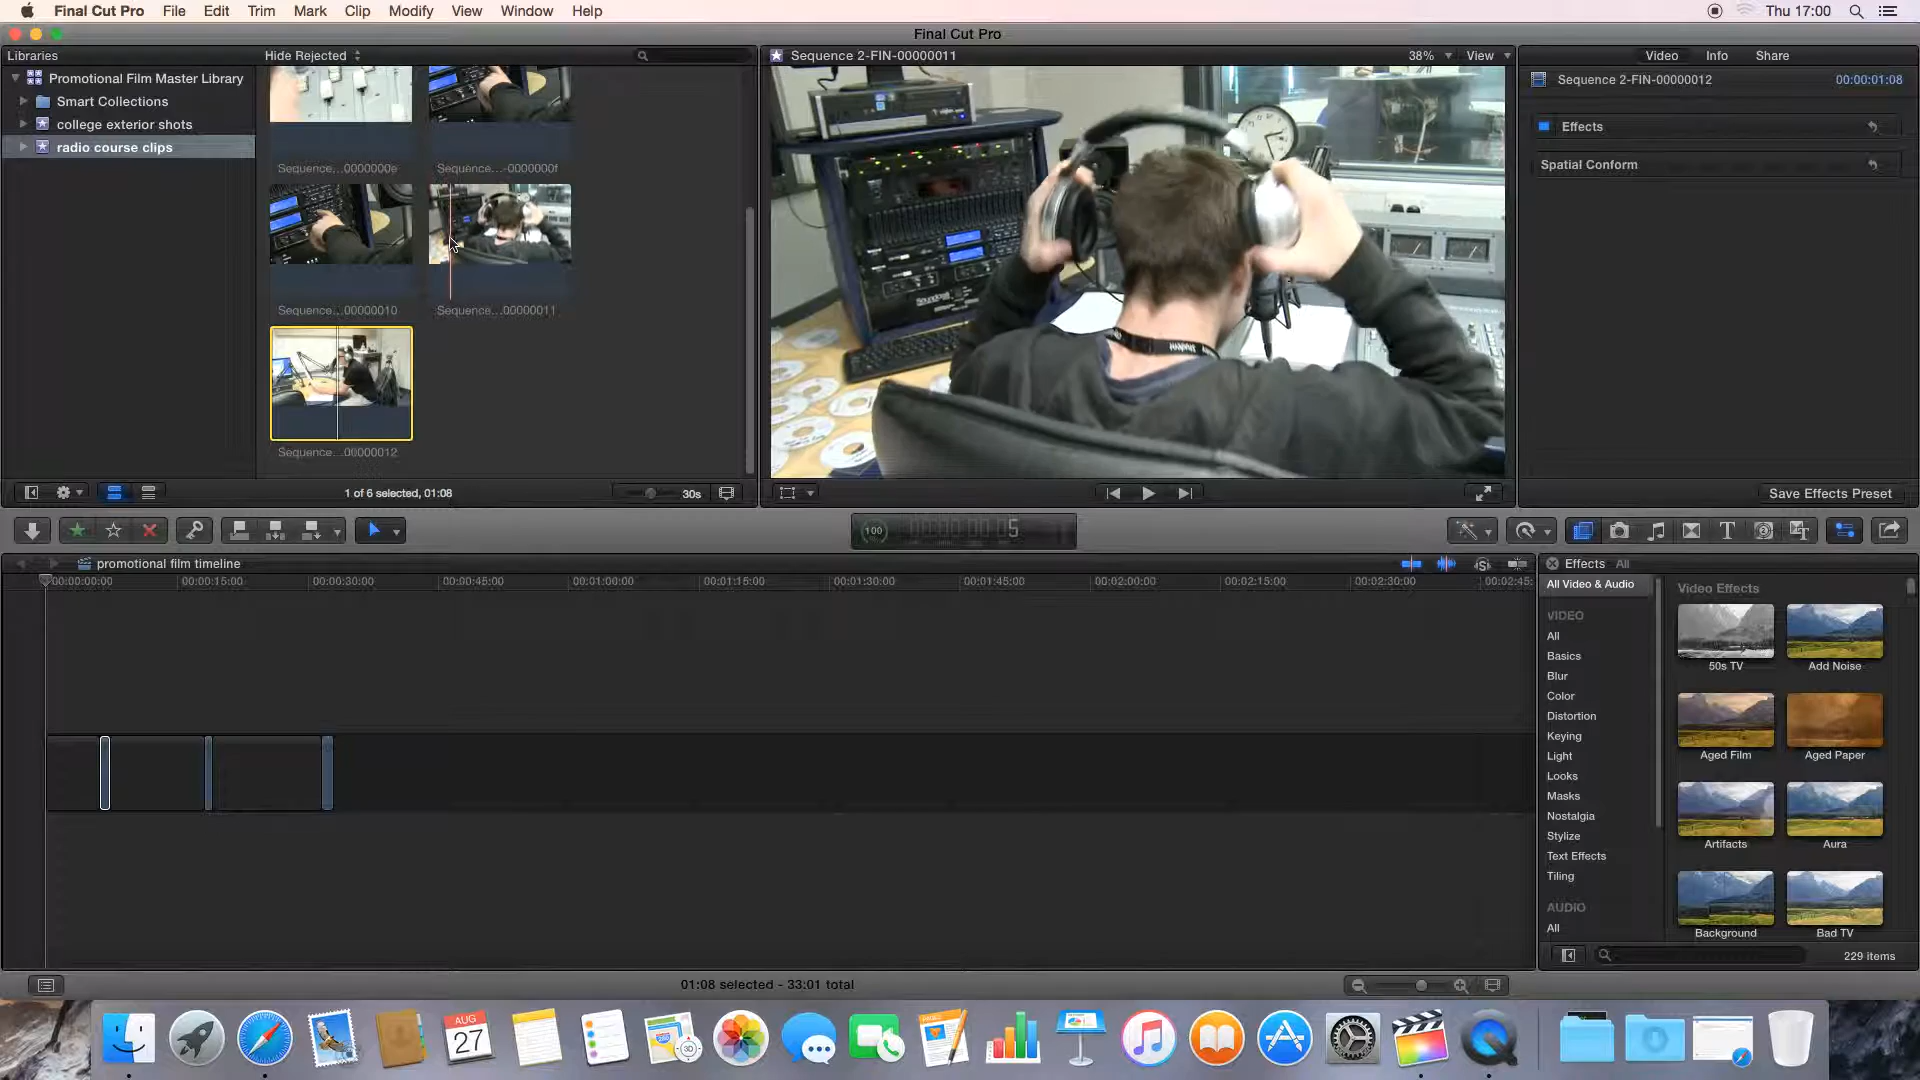 Final Cut Pro File Edit Trim Mark Clip Modify View Window Help Thu 17:00
Final Cut Pro
Libraries Hide Rejected Sequence 2-FIN-00000011 38% View Video Info Share
Promotional Film Master Library
Smart Collections
college exterior shots
radio course clips
Sequence 2-FIN-00000012 00:00:01:08
Effects
Spatial Conform
Sequence...0000000e Sequence...-0000000f
Sequence...00000010 Sequence...00000011
Sequence...00000012
1 of 6 selected, 01:08 30s
Save Effects Preset
100 5
promotional film timeline
00:00:00:00 00:00:15:00 00:00:30:00 00:00:45:00 00:01:00:00 00:01:15:00 00:01:30:00 00:01:45:00 00:02:00:00 00:02:15:00 00:02:30:00 00:02:45:
Effects All
All Video & Audio
VIDEO
All
Basics
Blur
Color
Distortion
Keying
Light
Looks
Masks
Nostalgia
Stylize
Text Effects
Tiling
AUDIO
All
Video Effects
50s TV Add Noise
Aged Film Aged Paper
Artifacts Aura
Background Bad TV
229 items
01:08 selected - 33:01 total
AUG
27
3D